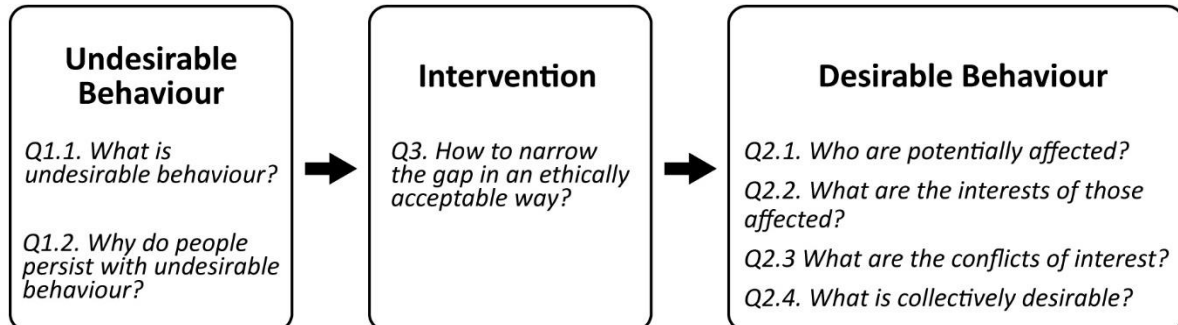 Undesirable
Behaviour
Q1.1. What is
undesirable behaviour?
Q1.2. Why do people
persist with undesirable
behaviour?
Intervention
Q3. How to narrow
the gap in an ethically
acceptable way?
Desirable Behaviour
Q2.1. Who are potentially affected?
Q2.2. What are the interests of those
affected?
Q2.3 What are the conflicts of interest?
Q2.4. What is collectively desirable?